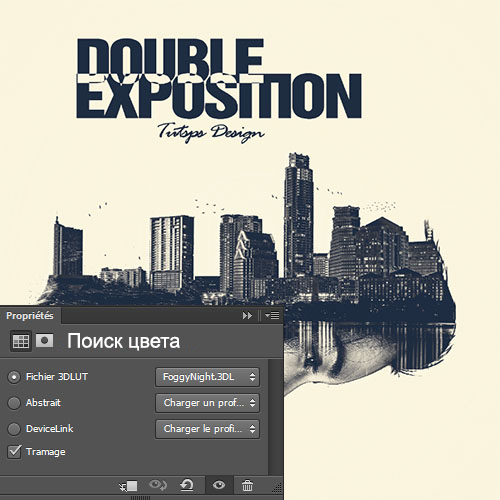 DOUBLE
EXPOSITION
Tutsps Design
Propriétés
Поиск цвета
Fichier 3DLUT FoggyNight.3DL
Abstrait Charger un prof...
DeviceLink Charger le profi...
Tramage